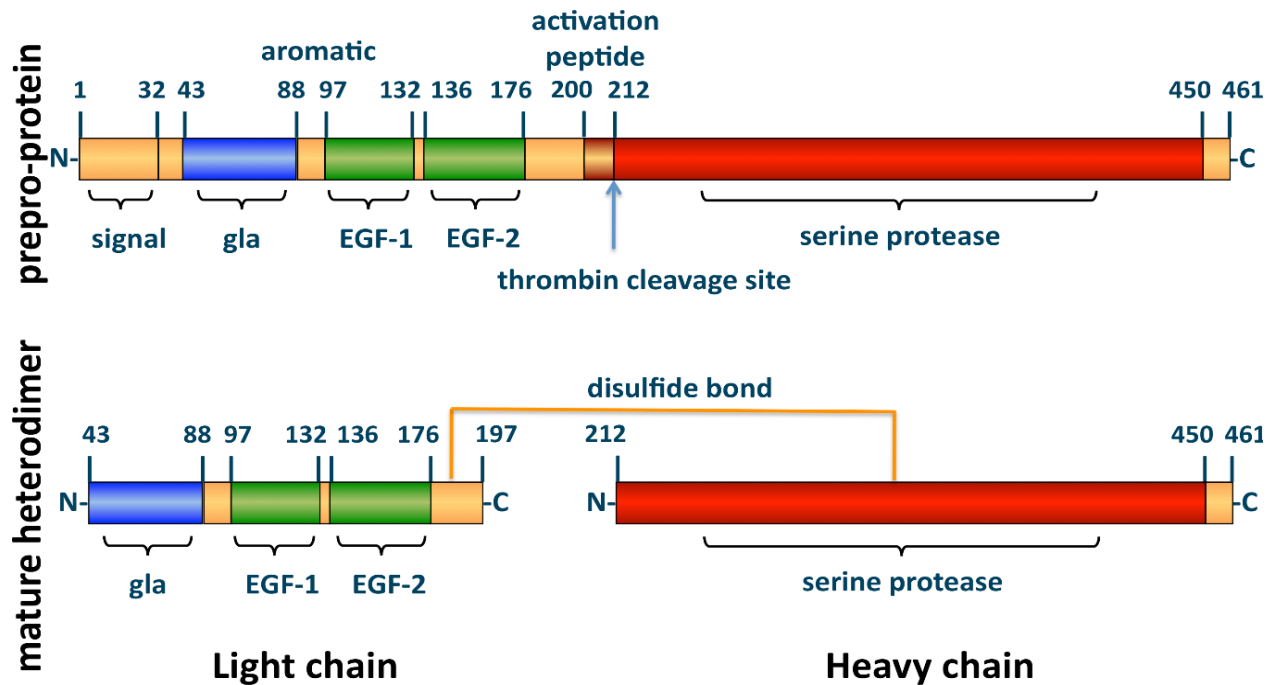 prepro-protein
activation
aromatic peptide
1 32 43 88 97 132 136 176 200 212 450 461
N- -C
signal gla EGF-1 EGF-2 serine protease
thrombin cleavage site
mature heterodimer
disulfide bond
43 88 97 132 136 176 197 212 450 461
N- -C N- -C
gla EGF-1 EGF-2 serine protease
Light chain Heavy chain